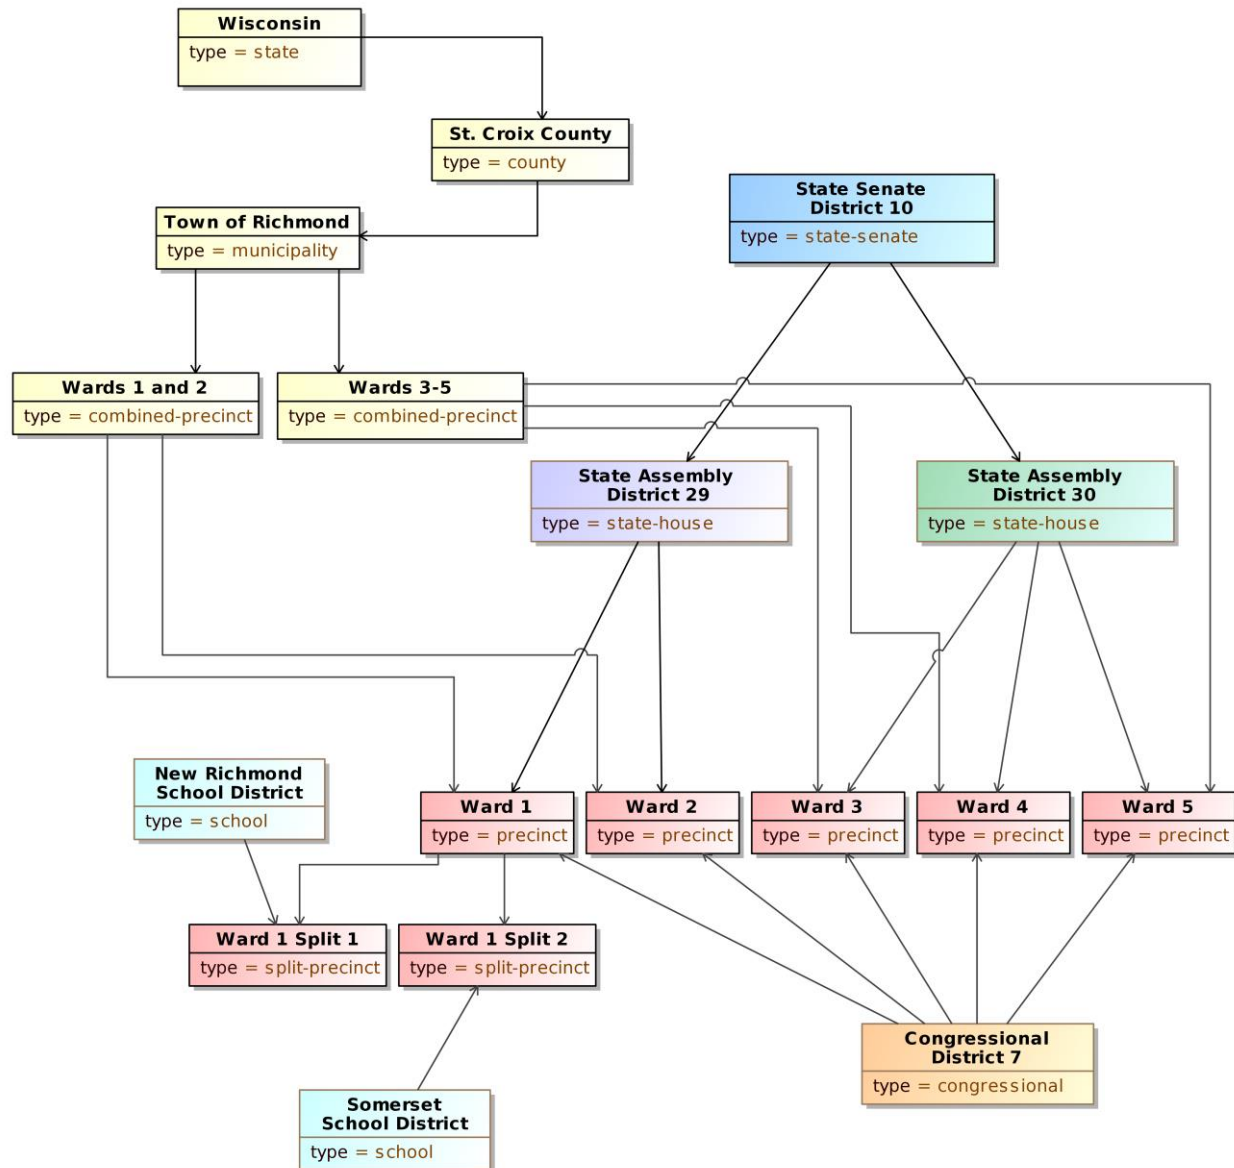 Wisconsin
type = state
St. Croix County
type = county
State Senate
District 10
type = state-senate
Town of Richmond
type = municipality
Wards 1 and 2
type = combined-precinct
Wards 3-5
type = combined-precinct
State Assembly
District 29
type = state-house
State Assembly
District 30
type = state-house
New Richmond
School District
type = school
Ward 1
type = precinct
Ward 2
type = precinct
Ward 3
type = precinct
Ward 4
type = precinct
Ward 5
type = precinct
Ward 1 Split 1
type = split-precinct
Ward 1 Split 2
type = split-precinct
Congressional
District 7
type = congressional
Somerset
School District
type = school